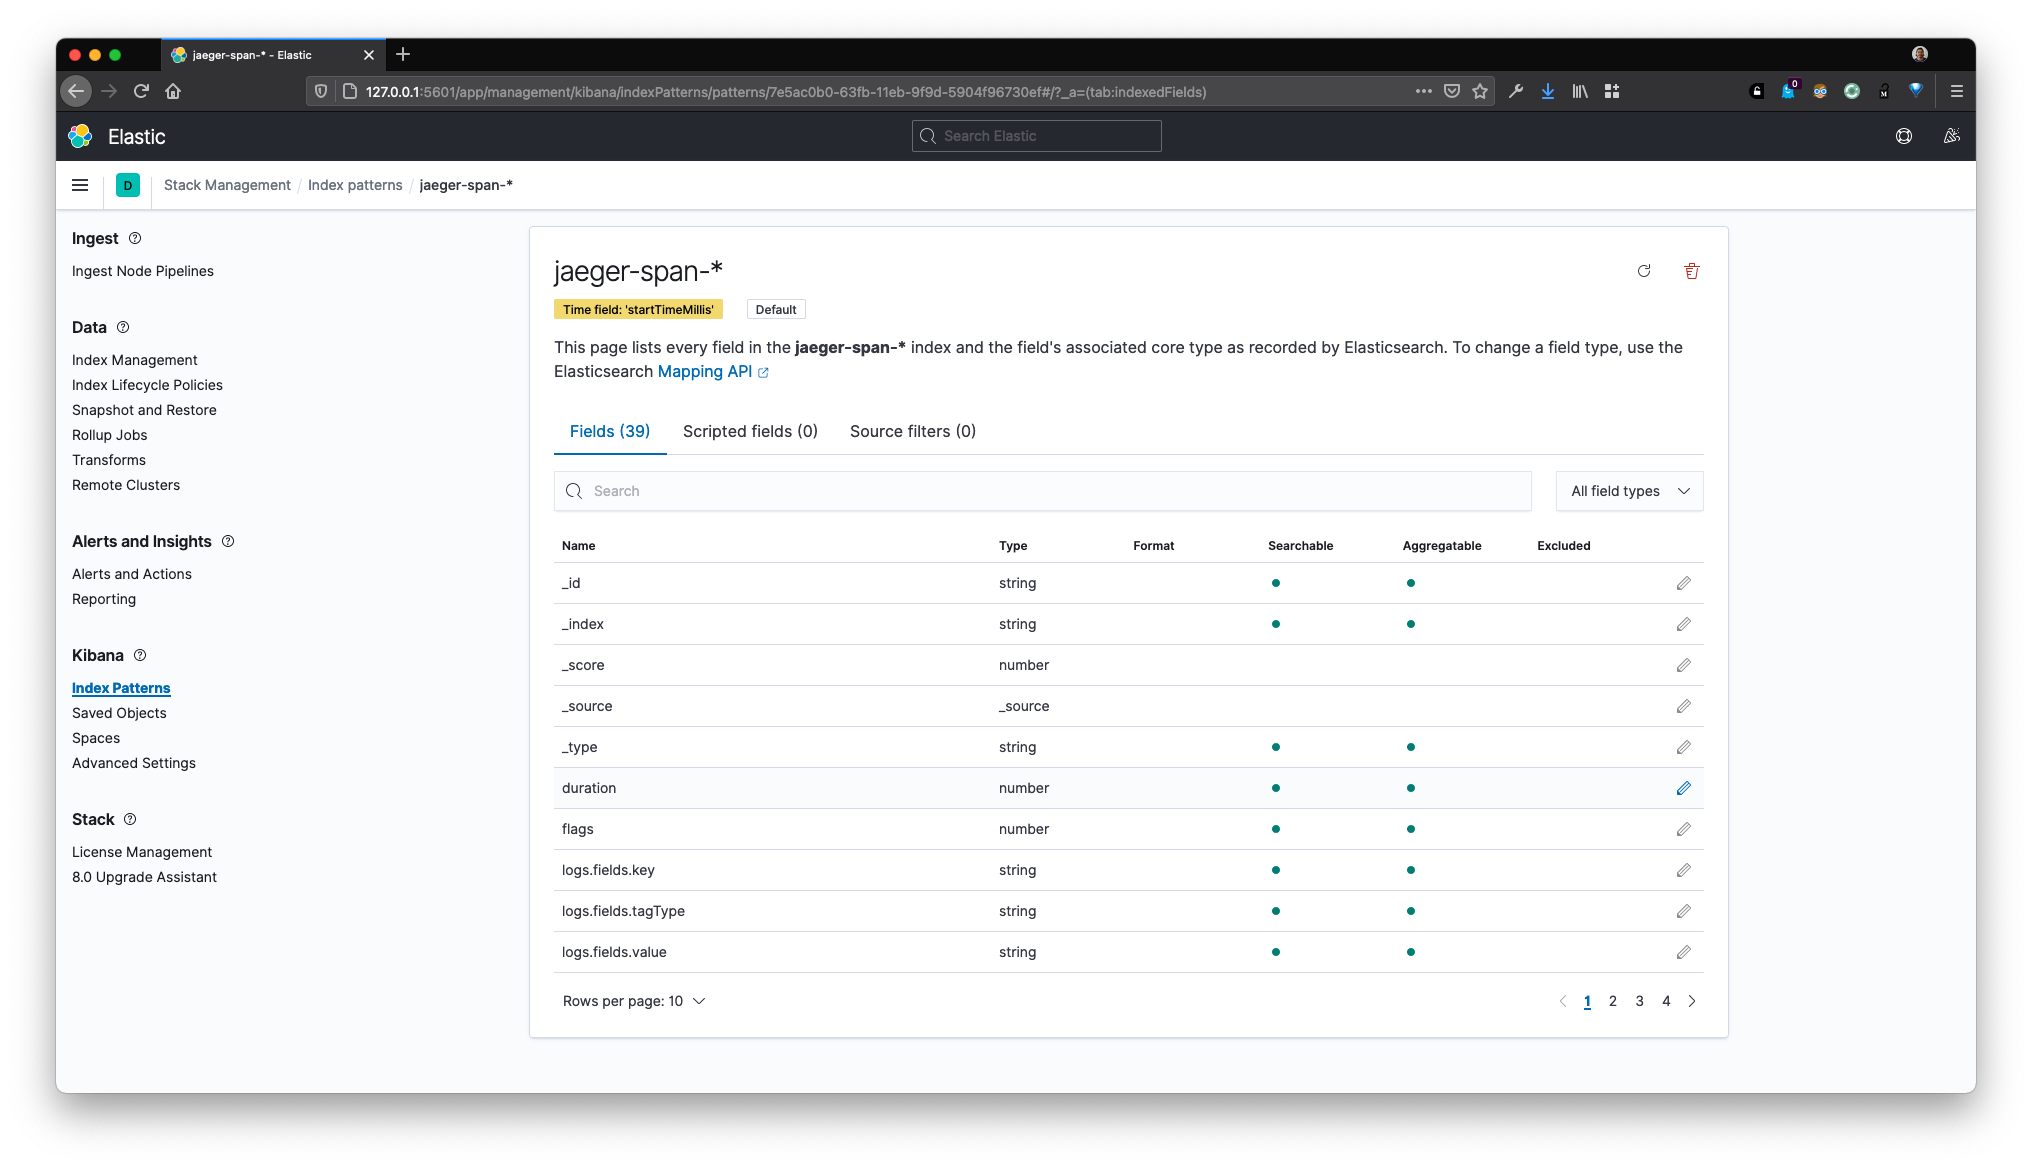 jaeger-span-* - Elastic
127.0.0.1:5601/app/management/kibana/indexPatterns/patterns/7e5ac0b0-63fb-11eb-9f9d-5904f96730ef#/?_a=(tab:indexedFields)
0
M
Elastic
Search Elastic
D
Stack Management / Index patterns / jaeger-span-*
Ingest
Ingest Node Pipelines
Data
Index Management
Index Lifecycle Policies
Snapshot and Restore
Rollup Jobs
Transforms
Remote Clusters
Alerts and Insights
Alerts and Actions
Reporting
Kibana
Index Patterns
Saved Objects
Spaces
Advanced Settings
Stack
License Management
8.0 Upgrade Assistant
jaeger-span-*
Time field: 'startTimeMillis' Default
This page lists every field in the jaeger-span-* index and the field's associated core type as recorded by Elasticsearch. To change a field type, use the
Elasticsearch Mapping API
Fields (39) Scripted fields (0) Source filters (0)
Search All field types
Name Type Format Searchable Aggregatable Excluded
_id string
_index string
_score number
_source _source
_type string
duration number
flags number
logs.fields.key string
logs.fields.tagType string
logs.fields.value string
Rows per page: 10 1 2 3 4